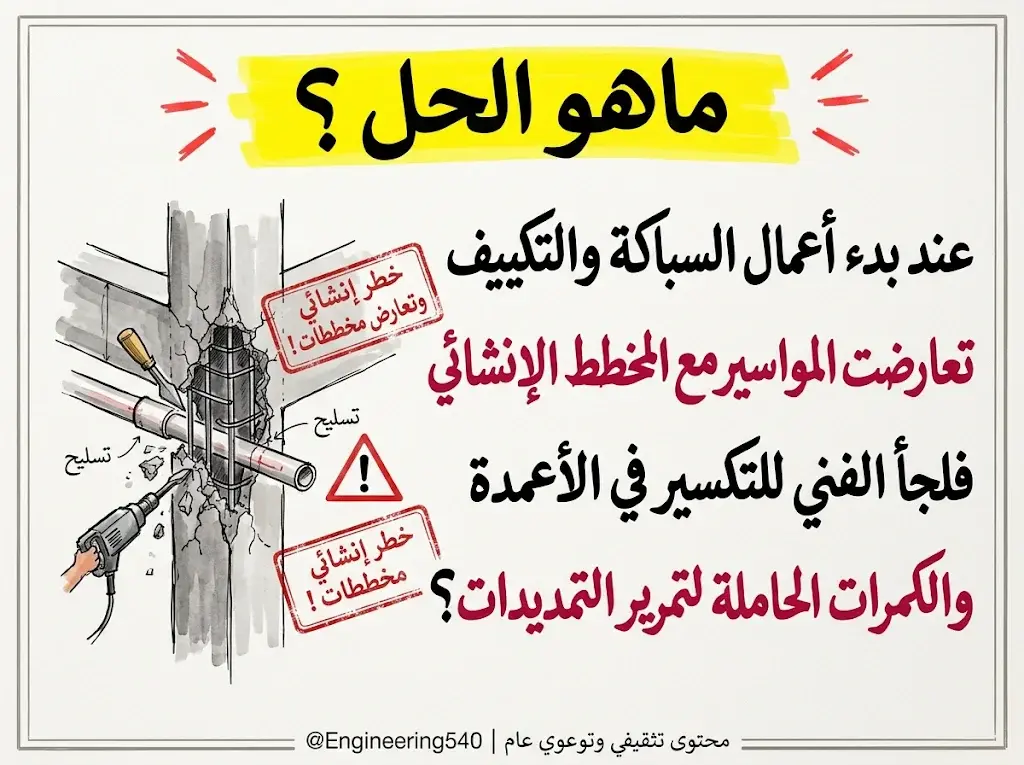 ماهو الحل ؟
عند بدء أعمال السباكة والتكييف
تعارضت المواسير مع المخطط الإنشائي
فلجأ الفني للتكسير في الأعمدة
والكمرات الحاملة لتمرير التمديدات؟
خطر إنشائي
وتعارض مخططات !
تسليح
تسليح
!
خطر إنشائي
مخططات !
محتوى تثقيفي وتوعوي عام | @Engineering540